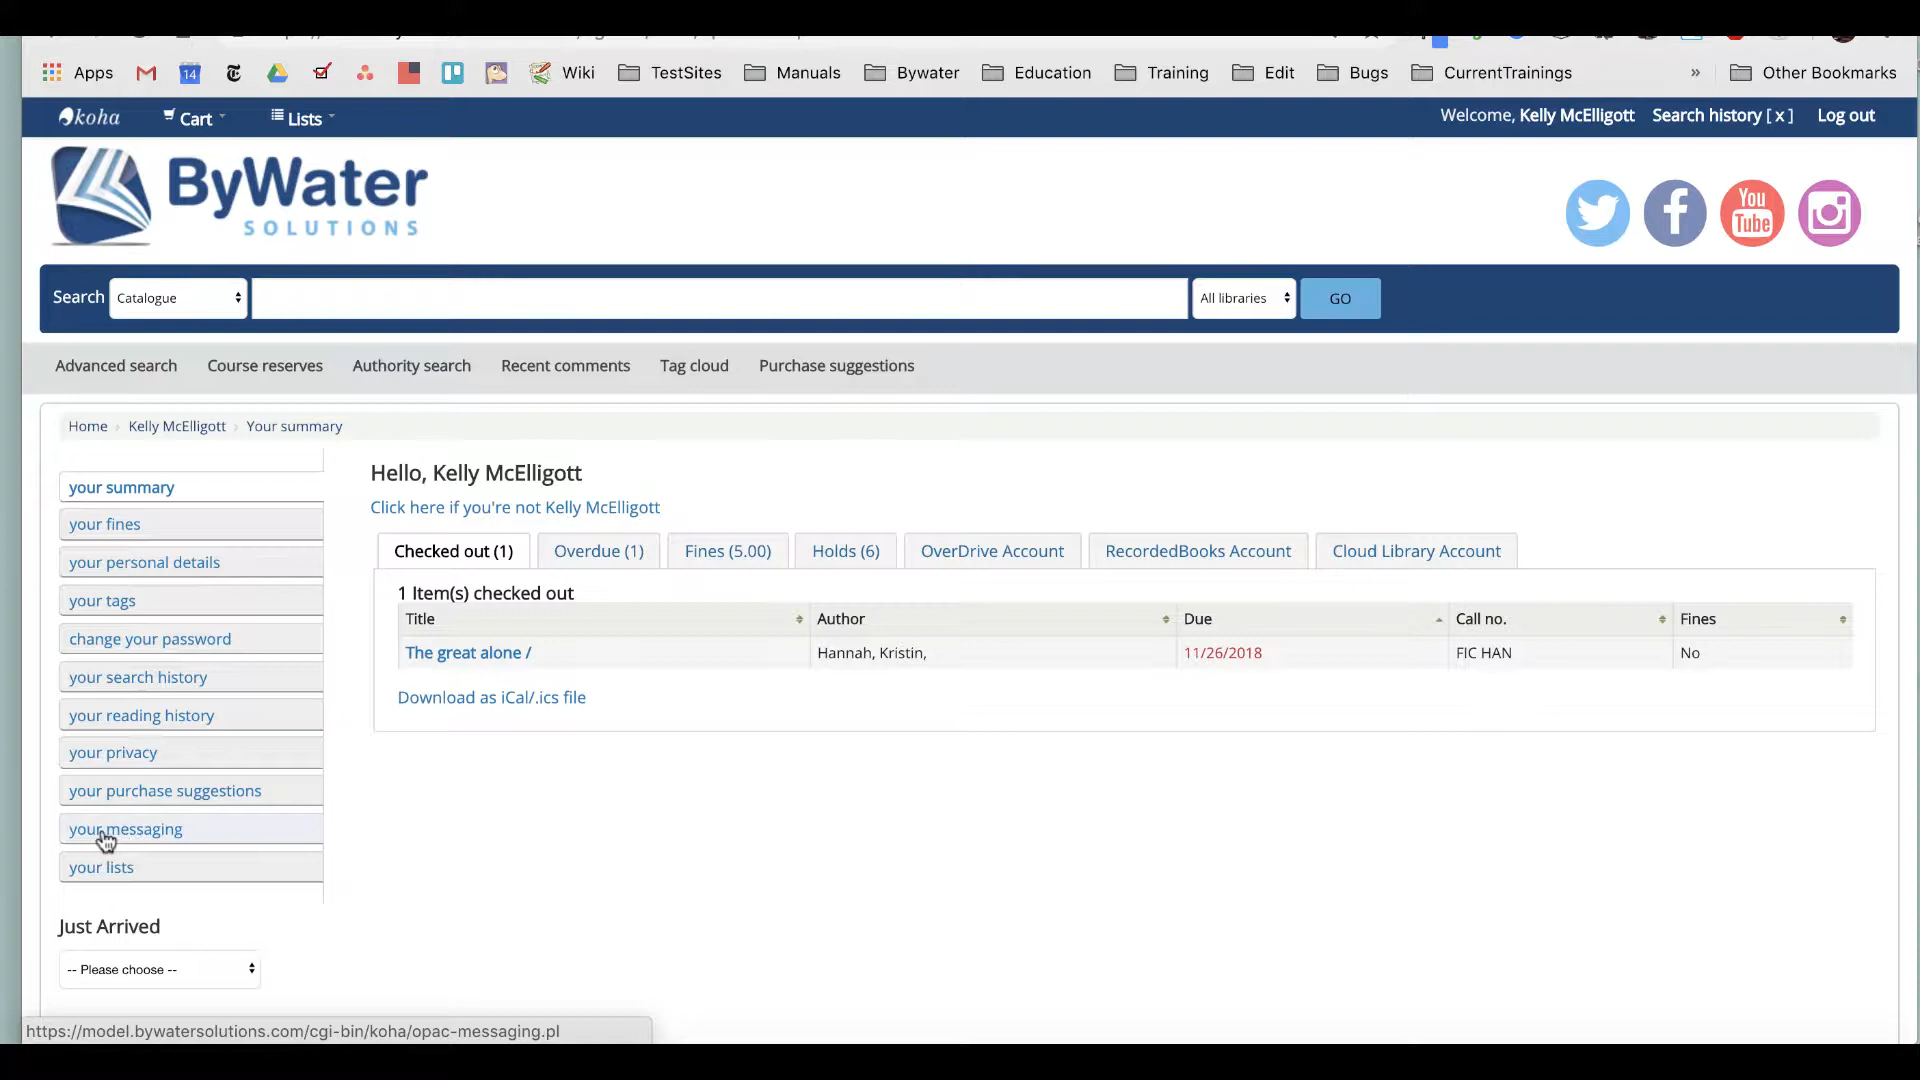 Apps 14 Wiki TestSites Manuals Bywater Education Training Edit Bugs CurrentTrainings » Other Bookmarks
koha Cart Lists Welcome, Kelly McElligott Search history [ x ] Log out
ByWater
SOLUTIONS
You
Tube
Search Catalogue All libraries GO
Advanced search Course reserves Authority search Recent comments Tag cloud Purchase suggestions
Home › Kelly McElligott › Your summary
your summary
your fines
your personal details
your tags
change your password
your search history
your reading history
your privacy
your purchase suggestions
your messaging
your lists
Just Arrived
-- Please choose --
Hello, Kelly McElligott
Click here if you're not Kelly McElligott
Checked out (1) Overdue (1) Fines (5.00) Holds (6) OverDrive Account RecordedBooks Account Cloud Library Account
1 Item(s) checked out
Title Author Due Call no. Fines
The great alone / Hannah, Kristin, 11/26/2018 FIC HAN No
Download as iCal/.ics file
https://model.bywatersolutions.com/cgi-bin/koha/opac-messaging.pl